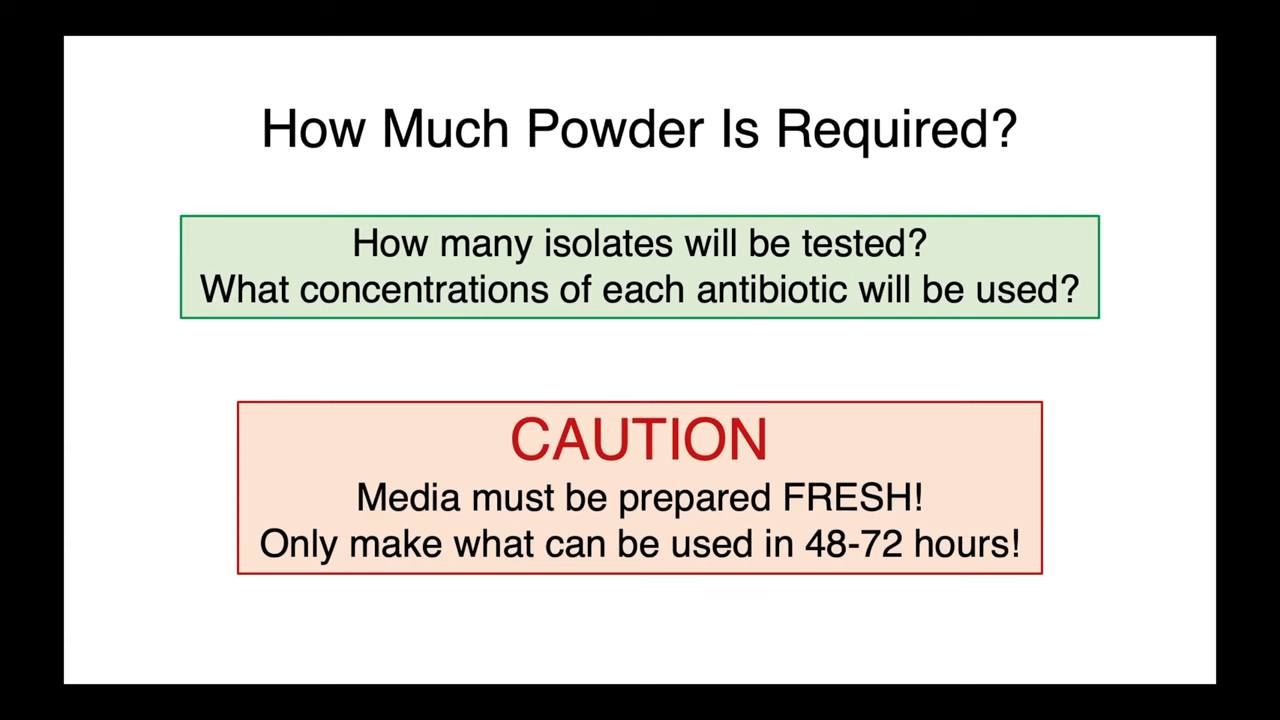 How Much Powder Is Required?
How many isolates will be tested?
What concentrations of each antibiotic will be used?
CAUTION
Media must be prepared FRESH!
Only make what can be used in 48-72 hours!